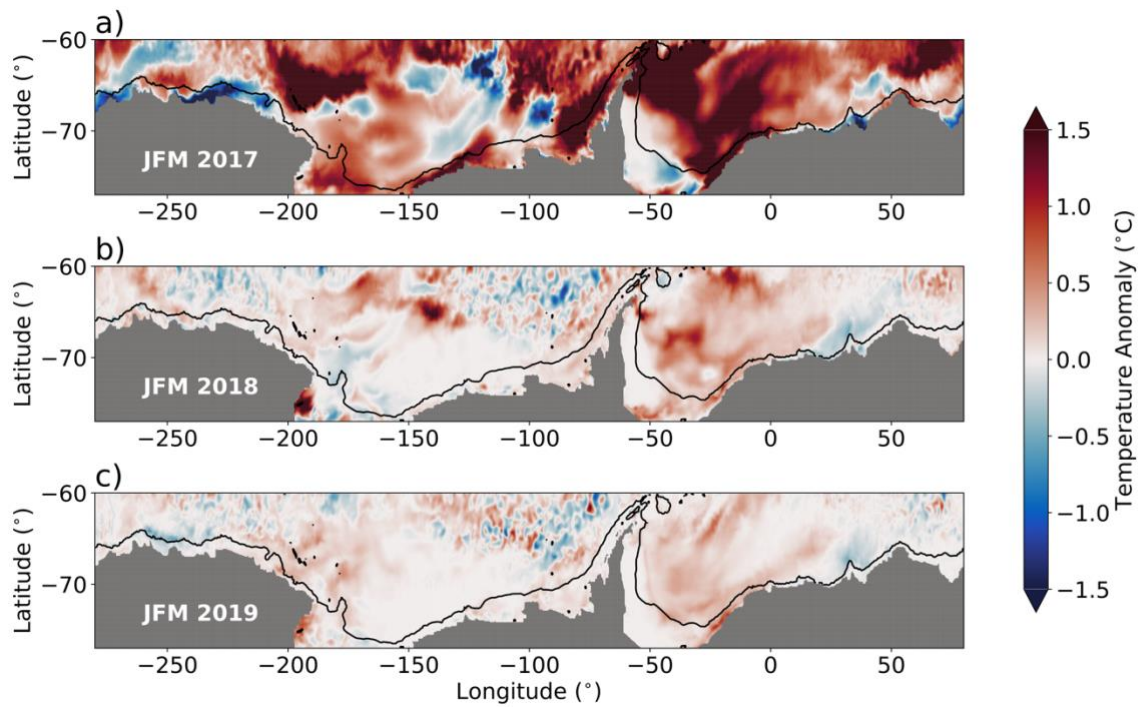 a)
−60
−70
Latitude (°)
JFM 2017
−250 −200 −150 −100 −50 0 50
b)
−60
−70
Latitude (°)
JFM 2018
−250 −200 −150 −100 −50 0 50
c)
−60
−70
Latitude (°)
JFM 2019
−250 −200 −150 −100 −50 0 50
Longitude (°)
1.5
1.0
0.5
0.0
−0.5
−1.0
−1.5
Temperature Anomaly (°C)